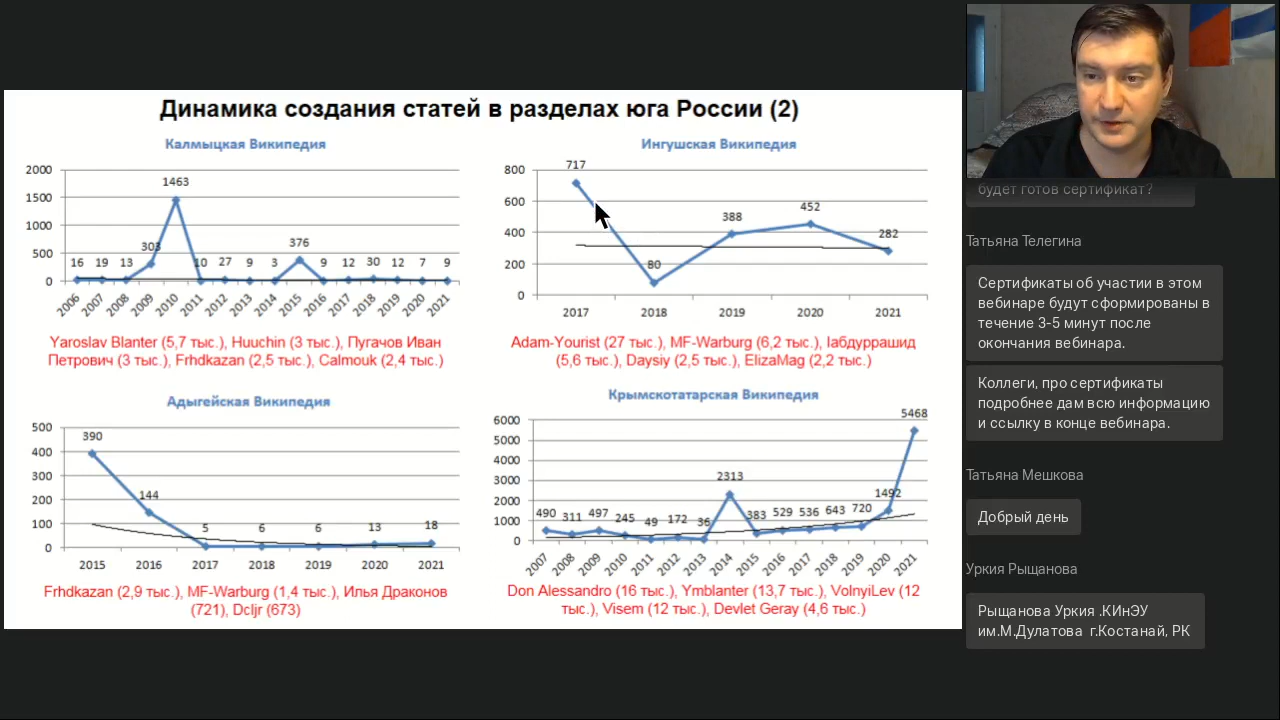 Динамика создания статей в разделах юга России (2)
Калмыцкая Википедия
2000
1500
1000
500
0
16 19 13 303 1463 10 27 9 3 376 9 12 30 12 7 9
2006 2007 2008 2009 2010 2011 2012 2013 2014 2015 2016 2017 2018 2019 2020 2021
Yaroslav Blanter (5,7 тыс.), Huuchin (3 тыс.), Пугачов Иван
Петрович (3 тыс.), Frhdkazan (2,5 тыс.), Calmouk (2,4 тыс.)
Ингушская Википедия
800
600
400
200
0
717 80 388 452 282
2017 2018 2019 2020 2021
Adam-Yourist (27 тыс.), MF-Warburg (6,2 тыс.), Іабдуррашид
(5,6 тыс.), Daysiy (2,5 тыс.), ElizaMag (2,2 тыс.)
Адыгейская Википедия
500
400
300
200
100
0
390 144 5 6 6 13 18
2015 2016 2017 2018 2019 2020 2021
Frhdkazan (2,9 тыс.), MF-Warburg (1,4 тыс.), Илья Драконов
(721), Dcljr (673)
Крымскотатарская Википедия
6000
5000
4000
3000
2000
1000
0
490 311 497 245 49 172 36 2313 383 529 536 643 720 1492 5468
2007 2008 2009 2010 2011 2012 2013 2014 2015 2016 2017 2018 2019 2020 2021
Don Alessandro (16 тыс.), Ymblanter (13,7 тыс.), VolnyiLev (12
тыс.), Visem (12 тыс.), Devlet Geray (4,6 тыс.)
будет готов сертификат?
Татьяна Телегина
Сертификаты об участии в этом
вебинаре будут сформированы в
течение 3-5 минут после
окончания вебинара.
Коллеги, про сертификаты
подробнее дам всю информацию
и ссылку в конце вебинара.
Татьяна Мешкова
Добрый день
Уркия Рыщанова
Рыщанова Уркия .КИнЭУ
им.М.Дулатова г.Костанай, РК